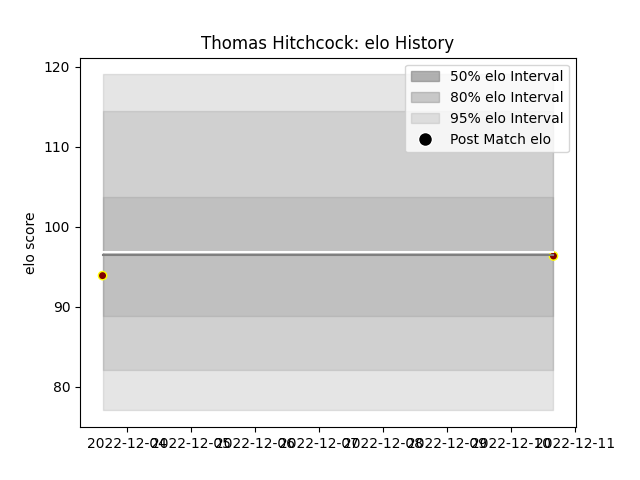 Thomas Hitchcock: elo History
50% elo Interval
80% elo Interval
95% elo Interval
Post Match elo
elo score
120
110
100
90
80
2022-12-04 2022-12-05 2022-12-06 2022-12-07 2022-12-08 2022-12-09 2022-12-10 2022-12-11